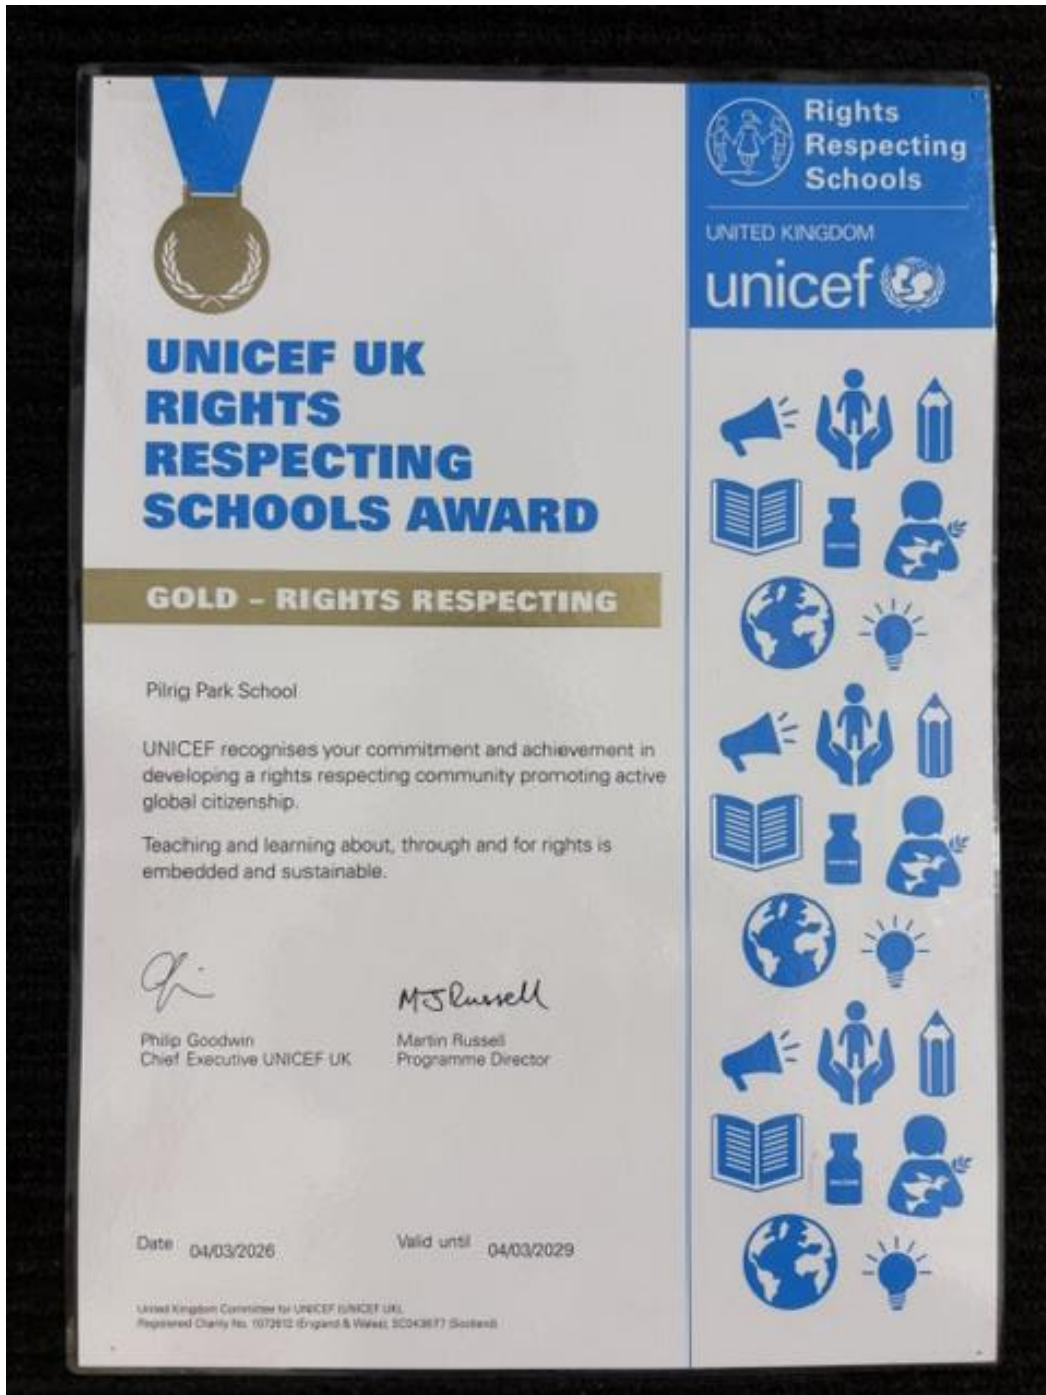 Rights
Respecting
Schools
UNITED KINGDOM
unicef
UNICEF UK
RIGHTS
RESPECTING
SCHOOLS AWARD
GOLD – RIGHTS RESPECTING
Pilrig Park School
UNICEF recognises your commitment and achievement in
developing a rights respecting community promoting active
global citizenship.
Teaching and learning about, through and for rights is
embedded and sustainable.
MJRussell
Philip Goodwin
Chief Executive UNICEF UK
Martin Russell
Programme Director
Date 04/03/2026
Valid until 04/03/2029
United Kingdom Committee for UNICEF (UNICEF UK),
Registered Charity No. 1072612 (England & Wales), SC043677 (Scotland)